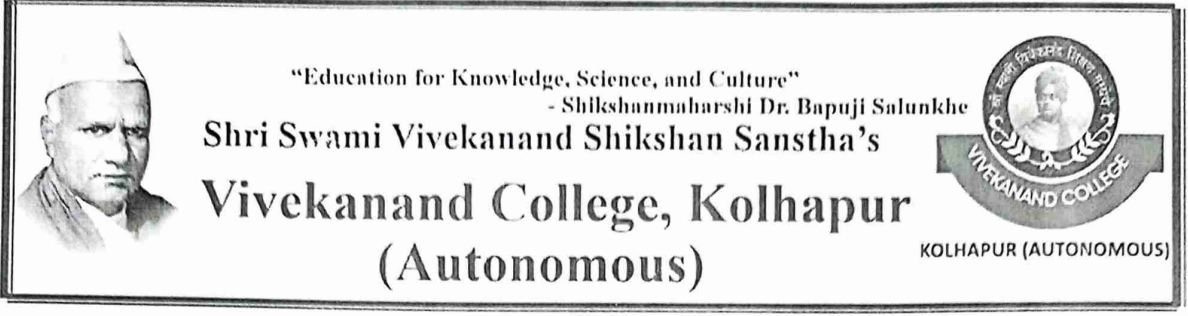 "Education for Knowledge, Science, and Culture"
- Shikshanmaharshi Dr. Bapuji Salunkhe
Shri Swami Vivekanand Shikshan Sanstha's
Vivekanand College, Kolhapur
(Autonomous)
श्री स्वामी विवेकानंद शिक्षण
VIVEKANAND COLLEGE
KOLHAPUR (AUTONOMOUS)